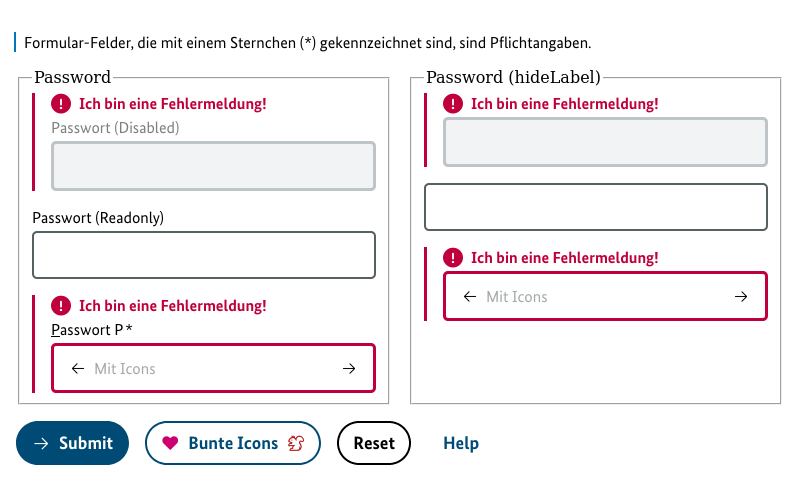 Formular-Felder, die mit einem Sternchen (*) gekennzeichnet sind, sind Pflichtangaben.
Password
Ich bin eine Fehlermeldung!
Passwort (Disabled)
Passwort (Readonly)
Ich bin eine Fehlermeldung!
Passwort P *
← Mit Icons →
Password (hideLabel)
Ich bin eine Fehlermeldung!
Ich bin eine Fehlermeldung!
← Mit Icons →
→ Submit
Bunte Icons
Reset
Help